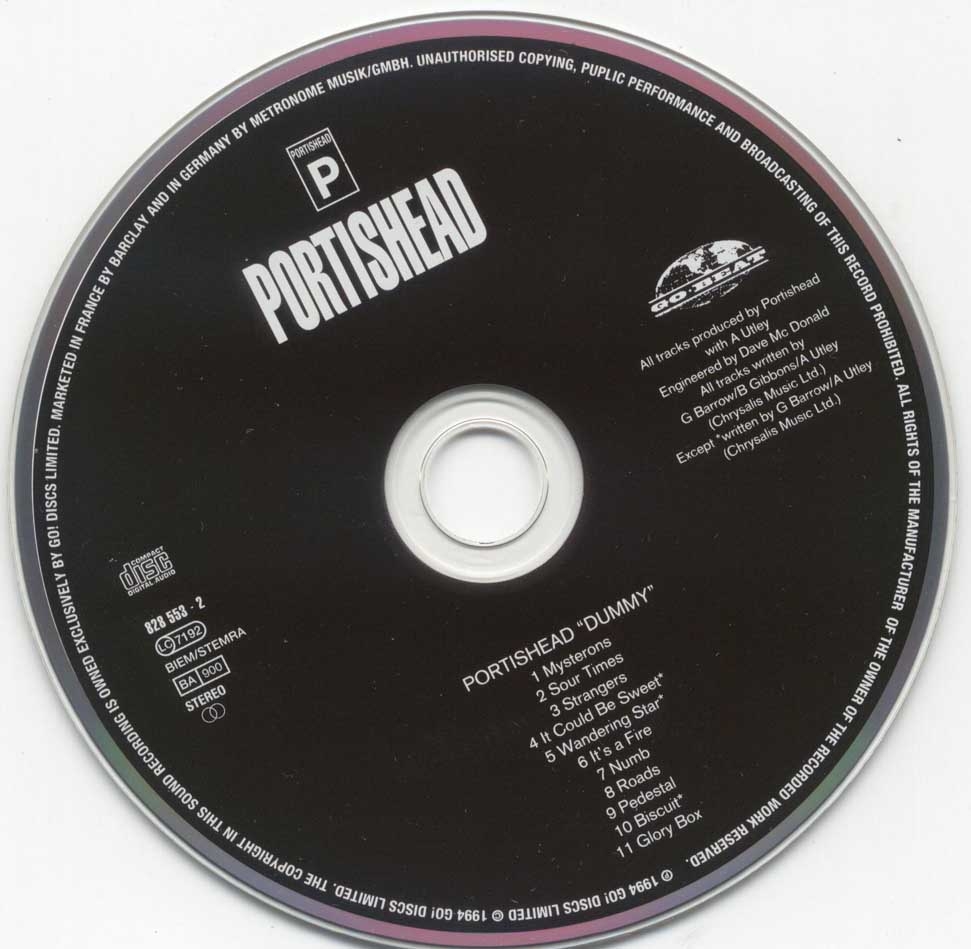 PORTISHEAD
P
PORTISHEAD
GO·BEAT
All tracks produced by Portishead
with A Utley
Engineered by Dave Mc Donald
All tracks written by
G Barrow/B Gibbons/A Utley
(Chrysalis Music Ltd.)
Except *written by G Barrow/A Utley
(Chrysalis Music Ltd.)
COMPACT
disc
DIGITAL AUDIO
828 553 - 2
LC 7192
BIEM/STEMRA
BA 900
STEREO
PORTISHEAD "DUMMY"
1 Mysterons
2 Sour Times
3 Strangers
4 It Could Be Sweet*
5 Wandering Star*
6 It's a Fire
7 Numb
8 Roads
9 Pedestal
10 Biscuit*
11 Glory Box
℗ 1994 GO! DISCS LIMITED © 1994 GO! DISCS LIMITED. THE COPYRIGHT IN THIS SOUND RECORDING IS OWNED EXCLUSIVELY BY GO! DISCS LIMITED. MARKETED IN FRANCE BY BARCLAY AND IN GERMANY BY METRONOME MUSIK/GMBH. UNAUTHORISED COPYING, PUPLIC PERFORMANCE AND BROADCASTING OF THIS RECORD PROHIBITED. ALL RIGHTS OF THE MANUFACTURER OF THE OWNER OF THE RECORDED WORK RESERVED.